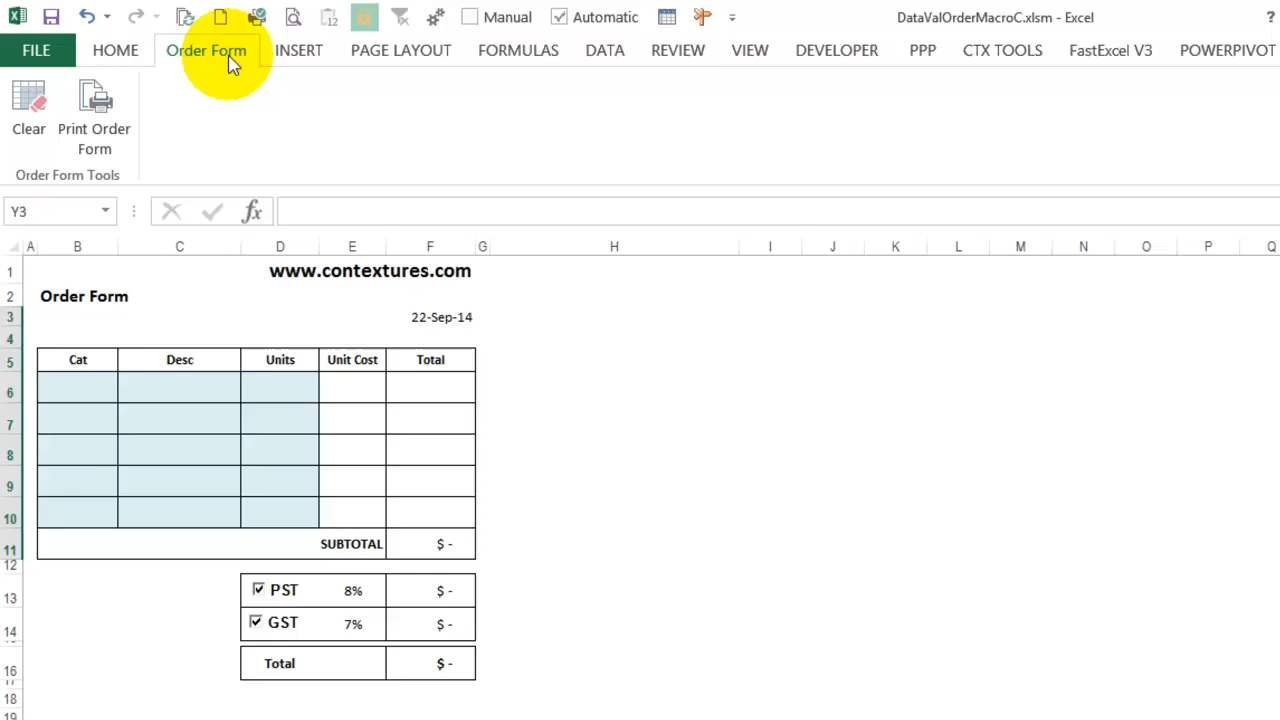 Manual
Automatic
DataValOrderMacroC.xlsm - Excel
?
FILE
HOME
Order Form
INSERT
PAGE LAYOUT
FORMULAS
DATA
REVIEW
VIEW
DEVELOPER
PPP
CTX TOOLS
FastExcel V3
POWERPIVOT
Clear
Print Order
Form
Order Form Tools
Y3
fx
A B C D E F G H I J K L M N O P Q
1 www.contextures.com
2 Order Form
3 22-Sep-14
4
5 Cat Desc Units Unit Cost Total
6
7
8
9
10
11 SUBTOTAL $ -
12
13 PST 8% $ -
14 GST 7% $ -
16 Total $ -
17
18
19